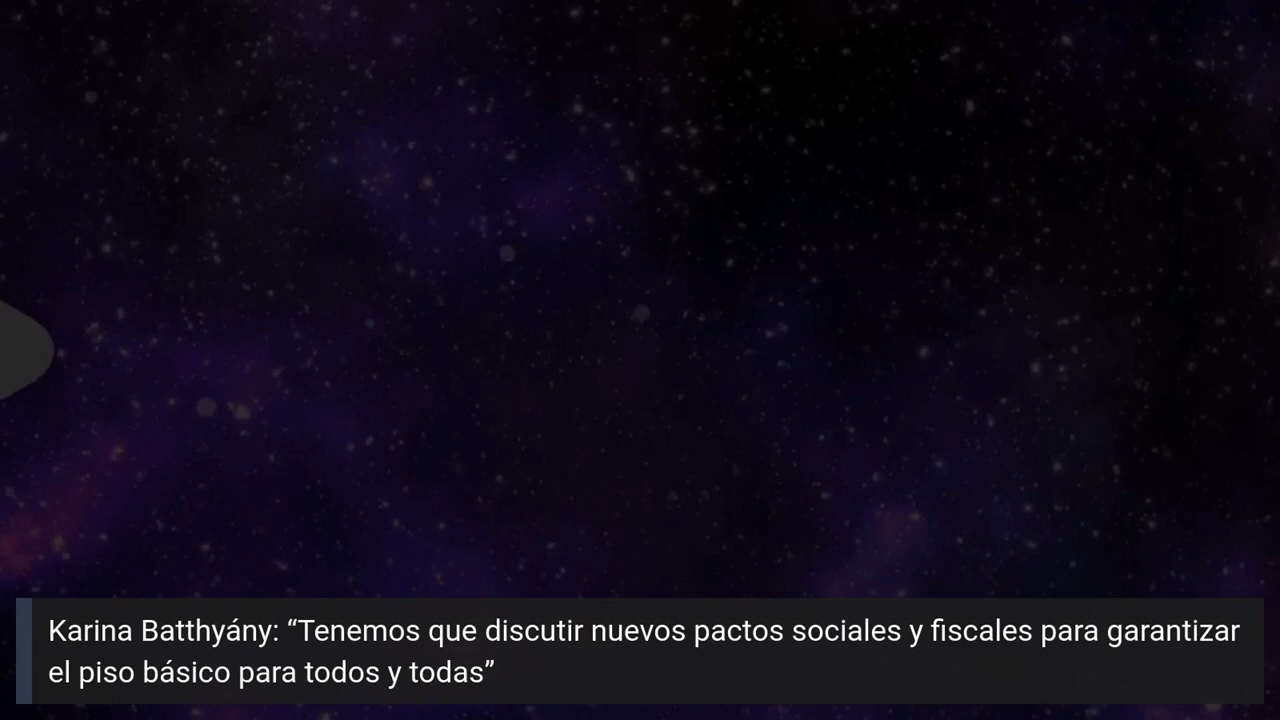 Karina Batthyány: “Tenemos que discutir nuevos pactos sociales y fiscales para garantizar
el piso básico para todos y todas”